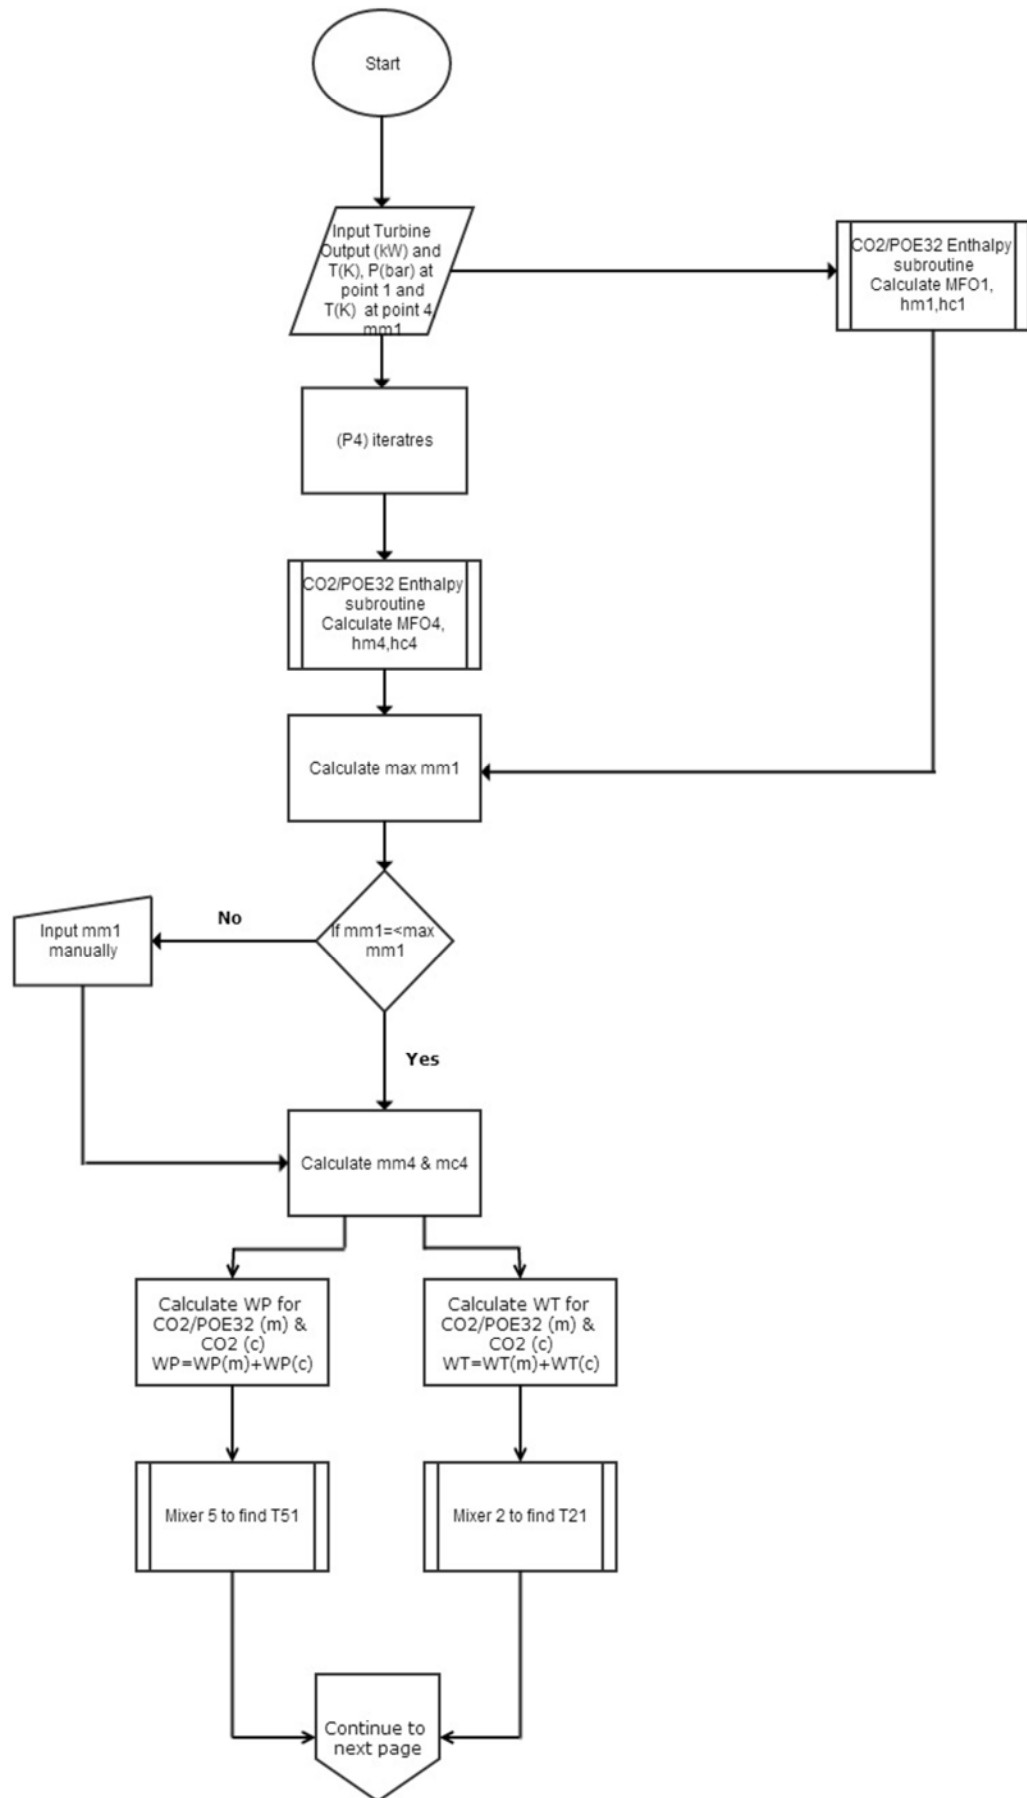 Start
Input Turbine
Output (kW) and
T(K), P(bar) at
point 1 and
T(K) at point 4
mm1
CO2/POE32 Enthalpy
subroutine
Calculate MFO1,
hm1,hc1
(P4) iteratres
CO2/POE32 Enthalpy
subroutine
Calculate MFO4,
hm4,hc4
Calculate max mm1
If mm1=<max
mm1
No
Input mm1
manually
Yes
Calculate mm4 & mc4
Calculate WP for
CO2/POE32 (m) &
CO2 (c)
WP=WP(m)+WP(c)
Calculate WT for
CO2/POE32 (m) &
CO2 (c)
WT=WT(m)+WT(c)
Mixer 5 to find T51
Mixer 2 to find T21
Continue to
next page